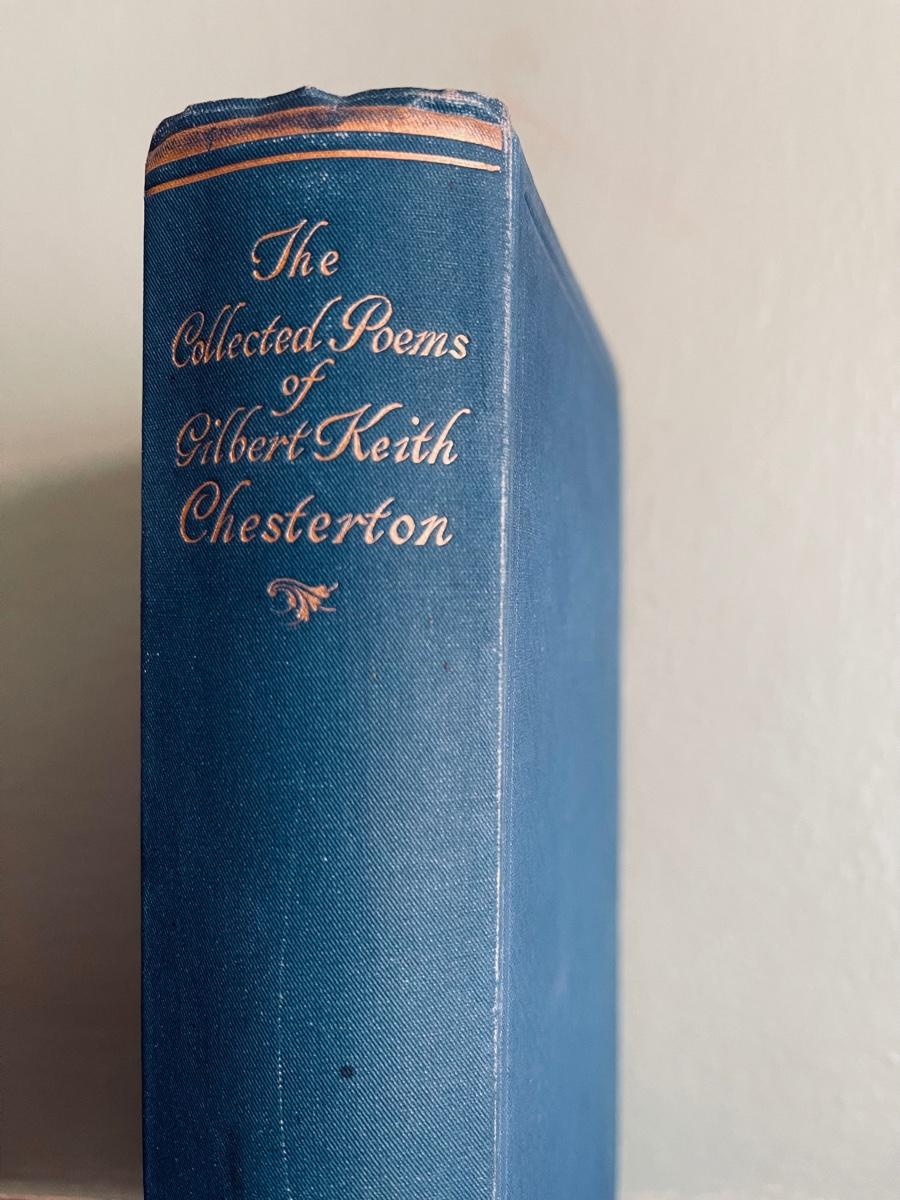 The
Collected Poems
of
Gilbert Keith
Chesterton